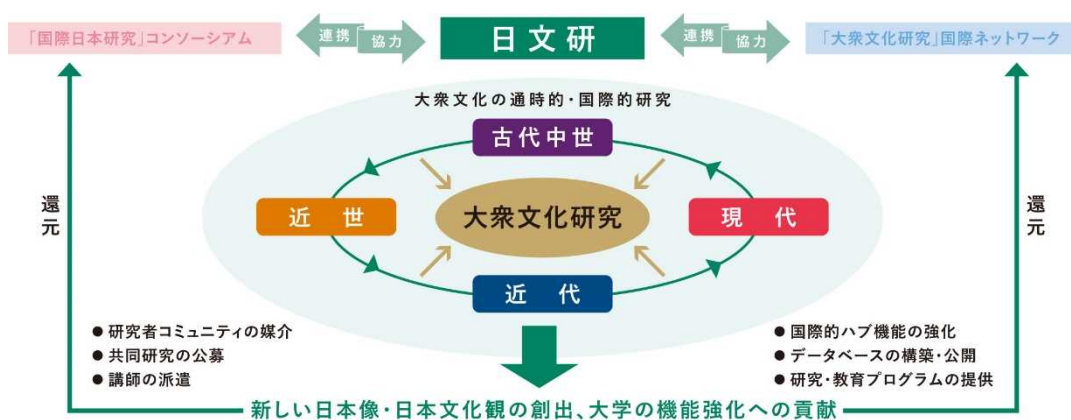 「国際日本研究」コンソーシアム
連携
協力
日文研
連携
協力
「大衆文化研究」国際ネットワーク
大衆文化の通時的・国際的研究
古代中世
近世
大衆文化研究
現代
近代
還元
還元
● 研究者コミュニティの媒介
● 共同研究の公募
● 講師の派遣
● 国際的ハブ機能の強化
● データベースの構築・公開
● 研究・教育プログラムの提供
新しい日本像・日本文化観の創出、大学の機能強化への貢献